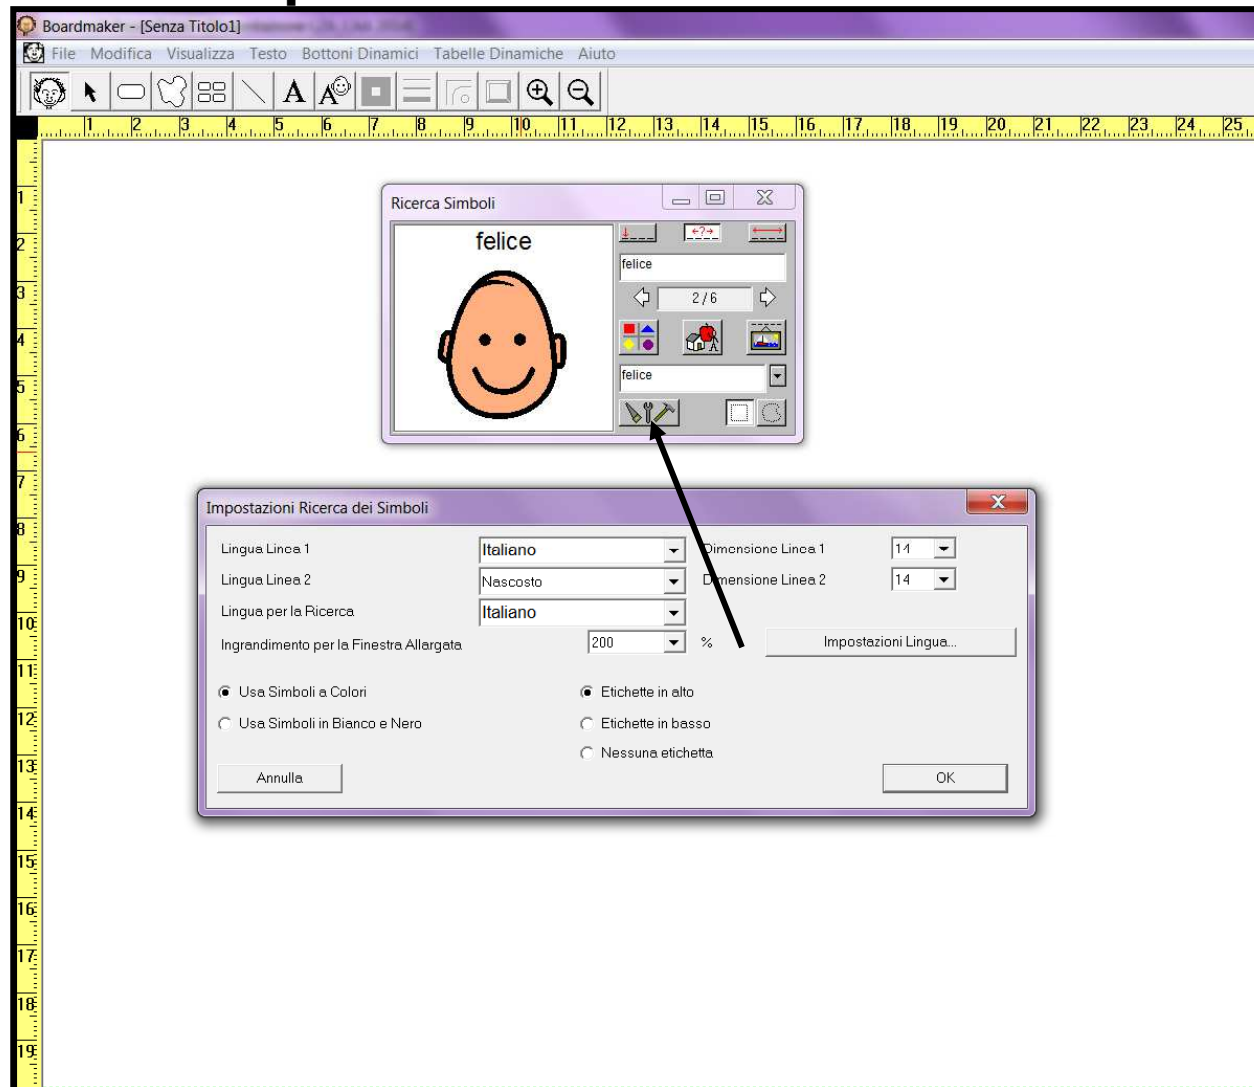 Boardmaker - [Senza Titolo1]
File Modifica Visualizza Testo Bottoni Dinamici Tabelle Dinamiche Aiuto
1 2 3 4 5 6 7 8 9 10 11 12 13 14 15 16 17 18 19 20 21 22 23 24 25
1
2
3
4
5
6
7
8
9
10
11
12
13
14
15
16
17
18
19
Ricerca Simboli
felice
felice
2 / 6
felice
Impostazioni Ricerca dei Simboli
Lingua Linea 1 Italiano Dimensione Linea 1 14
Lingua Linea 2 Nascosto Dimensione Linea 2 14
Lingua per la Ricerca Italiano
Ingrandimento per la Finestra Allargata 200 % Impostazioni Lingua...
Usa Simboli a Colori Etichette in alto
Usa Simboli in Bianco e Nero Etichette in basso
Nessuna etichetta
Annulla OK